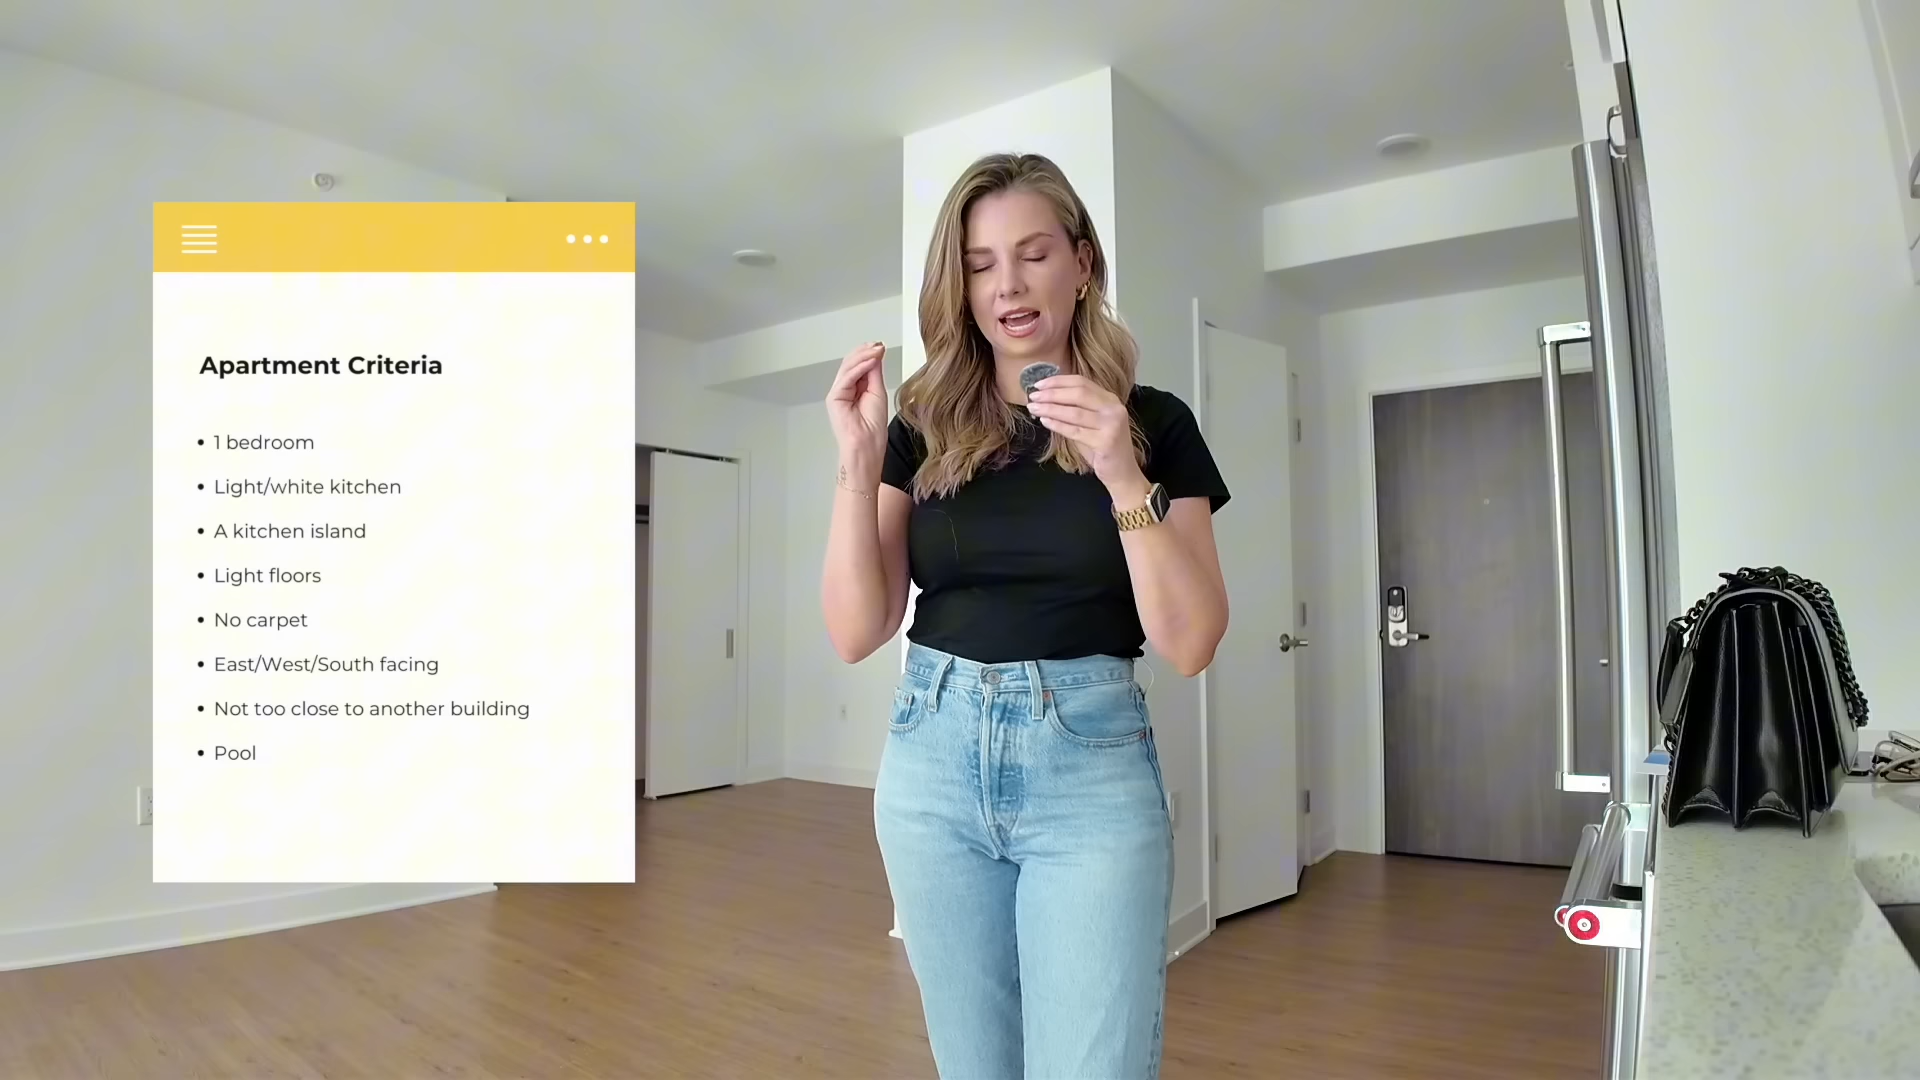 Apartment Criteria
• 1 bedroom
• Light/white kitchen
• A kitchen island
• Light floors
• No carpet
• East/West/South facing
• Not too close to another building
• Pool